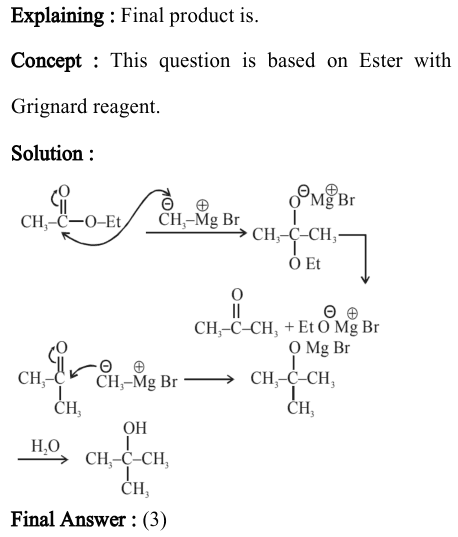 Explaining : Final product is.
Concept : This question is based on Ester with
Grignard reagent.
Solution :
O
CH₃–C–O–Et
⊖ ⊕
CH₃–Mg Br
O⊖Mg⊕Br
CH₃–C–CH₃
O Et
O
CH₃–C–CH₃ + Et O⊖ Mg⊕ Br
O
CH₃–C
CH₃
⊖ ⊕
CH₃–Mg Br
O Mg Br
CH₃–C–CH₃
CH₃
H₂O
OH
CH₃–C–CH₃
CH₃
Final Answer : (3)